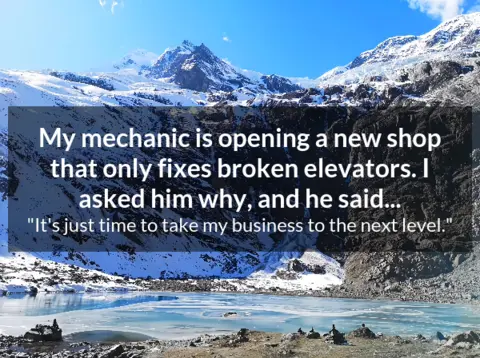 My mechanic is opening a new shop
that only fixes broken elevators. I
asked him why, and he said...
"It's just time to take my business to the next level."